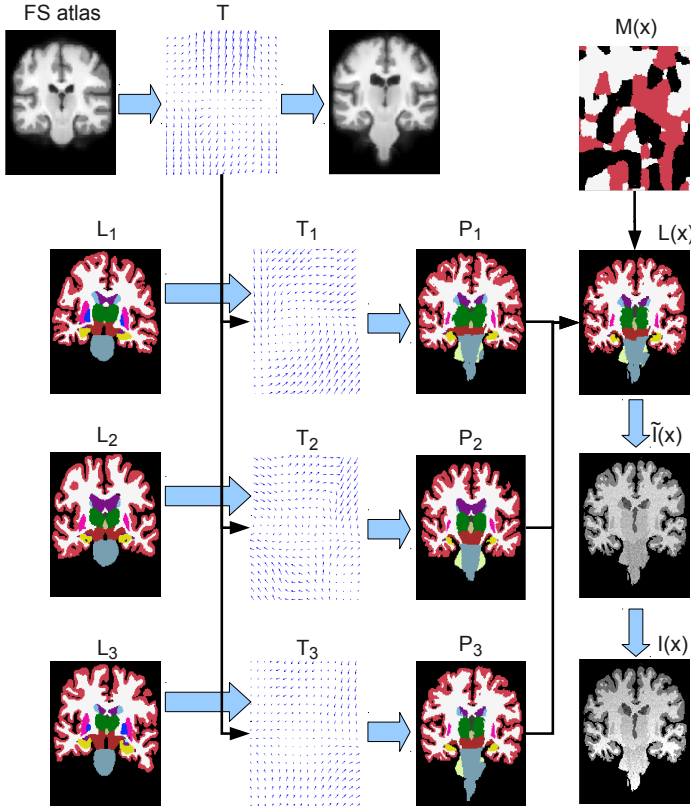 FS atlas
T
M(x)
L1
T1
P1
L(x)
L2
T2
P2
Ĩ(x)
L3
T3
P3
I(x)